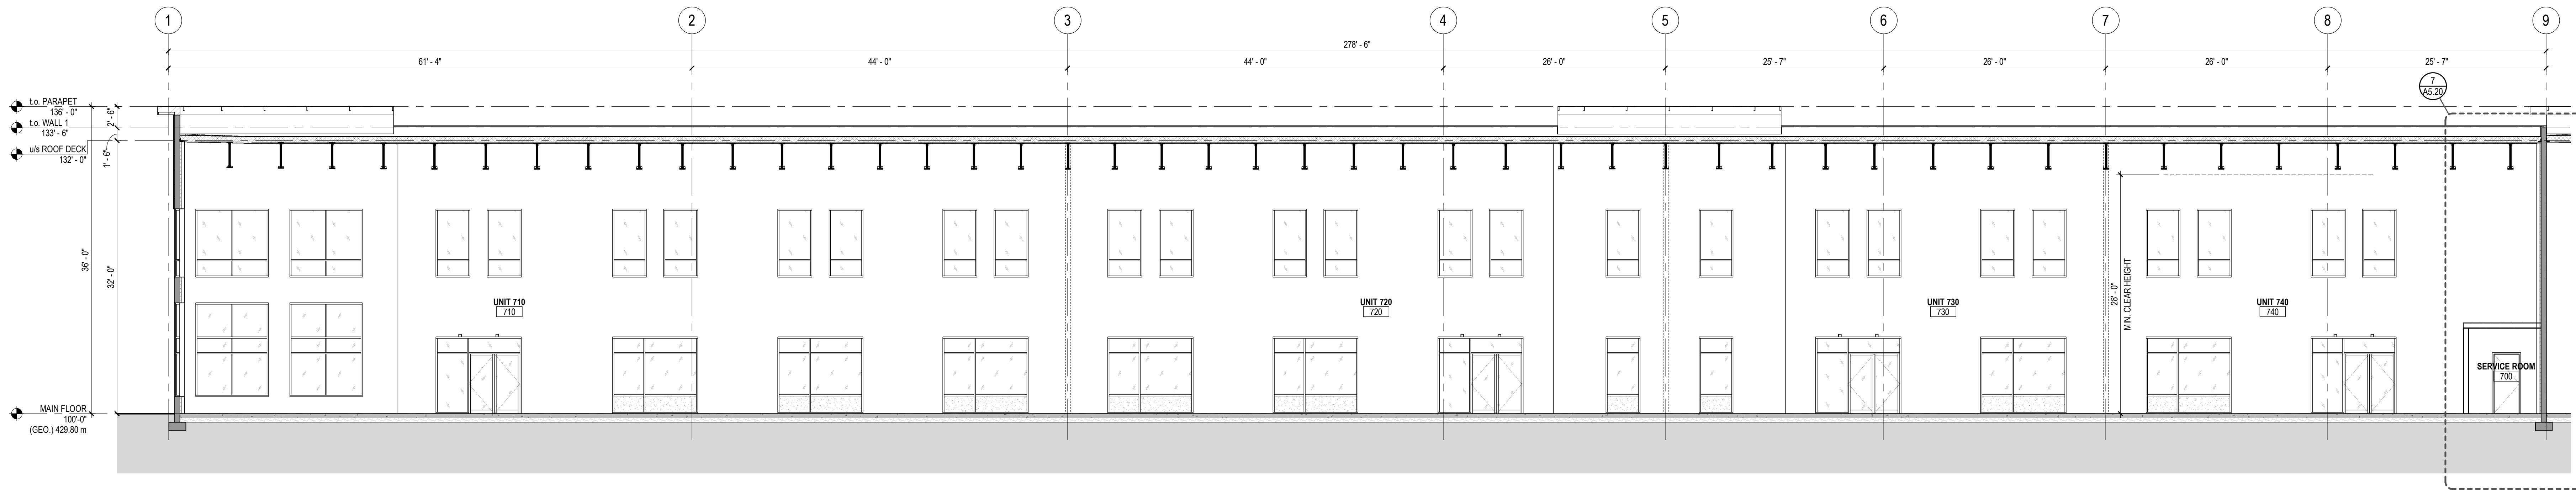 1 2 3 4 5 6 7 8 9
278' - 6"
61' - 4" 44' - 0" 44' - 0" 26' - 0" 25' - 7" 26' - 0" 26' - 0" 25' - 7"
7
A5.20
t.o. PARAPET
136' - 0"
2' - 6"
t.o. WALL 1
133' - 6"
u/s ROOF DECK
132' - 0"
1' - 6"
36' - 0"
32' - 0"
28' - 0"
MIN. CLEAR HEIGHT
UNIT 710
710
UNIT 720
720
UNIT 730
730
UNIT 740
740
SERVICE ROOM
700
MAIN FLOOR
100'-0"
(GEO.) 429.80 m